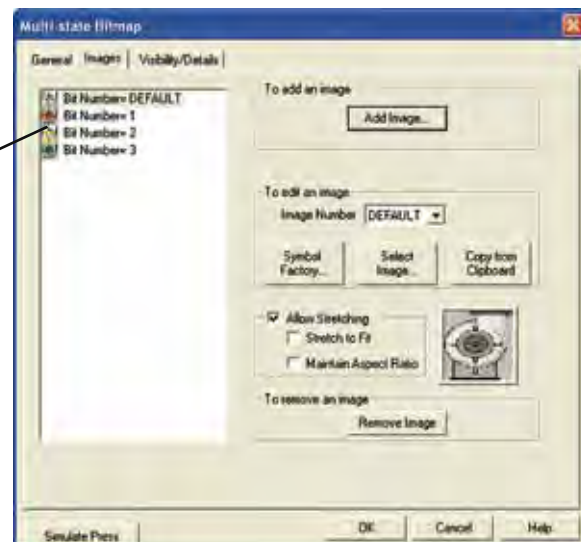 Multi-state Bitmap
General Images Visibility/Details
Bit Number= DEFAULT
Bit Number= 1
Bit Number= 2
Bit Number= 3
To add an image
Add Image...
To edit an image
Image Number DEFAULT
Symbol Factory...
Select Image...
Copy from Clipboard
Allow Stretching
Stretch to Fit
Maintain Aspect Ratio
To remove an image
Remove Image
Simulate Press
OK Cancel Help